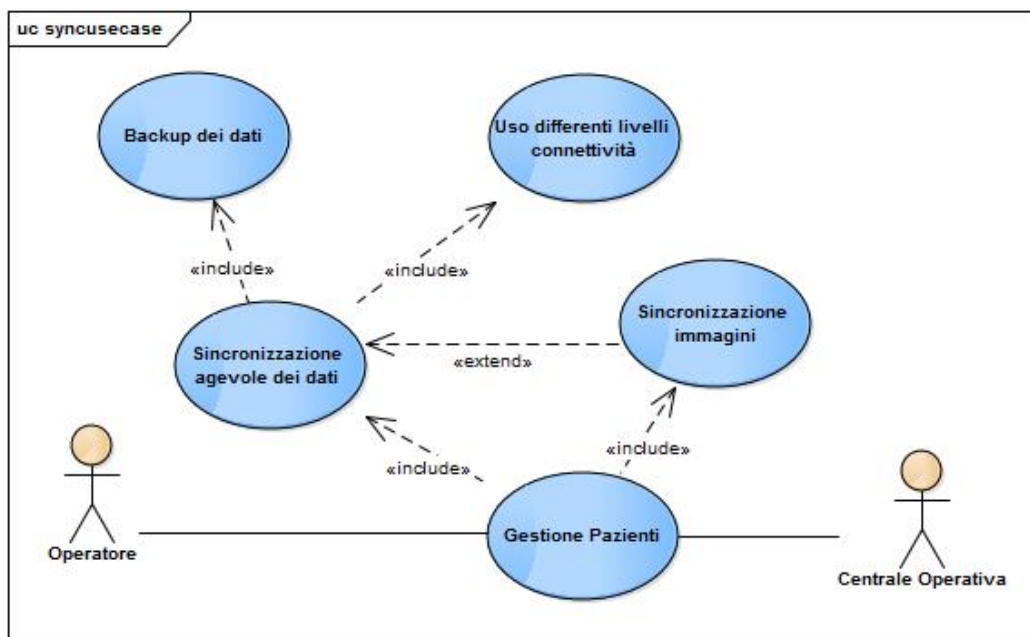 uc syncusecase
Backup dei dati
Uso differenti livelli
connettività
«include»
«include»
Sincronizzazione
immagini
Sincronizzazione
agevole dei dati
«extend»
«include»
«include»
Operatore
Gestione Pazienti
Centrale Operativa